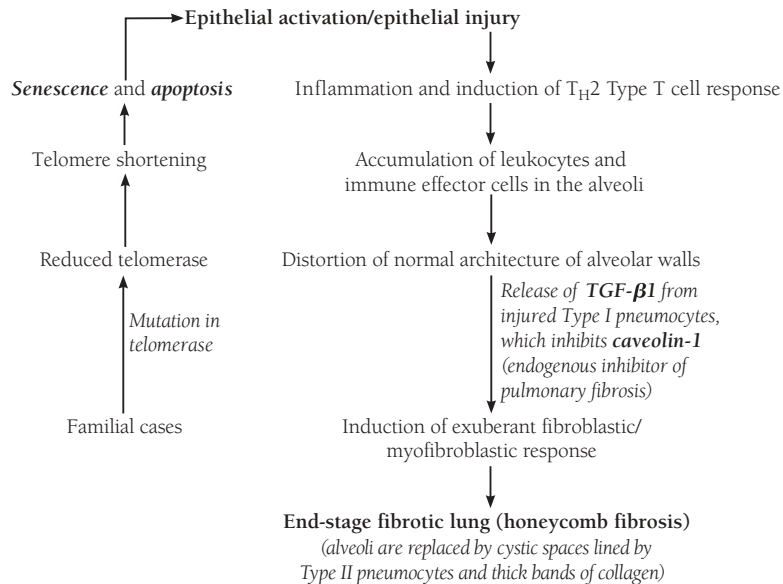 Epithelial activation/epithelial injury
Senescence and apoptosis
Inflammation and induction of TH2 Type T cell response
Telomere shortening
Accumulation of leukocytes and
immune effector cells in the alveoli
Reduced telomerase
Distortion of normal architecture of alveolar walls
Mutation in
telomerase
Release of TGF-β1 from
injured Type I pneumocytes,
which inhibits caveolin-1
(endogenous inhibitor of
pulmonary fibrosis)
Familial cases
Induction of exuberant fibroblastic/
myofibroblastic response
End-stage fibrotic lung (honeycomb fibrosis)
(alveoli are replaced by cystic spaces lined by
Type II pneumocytes and thick bands of collagen)